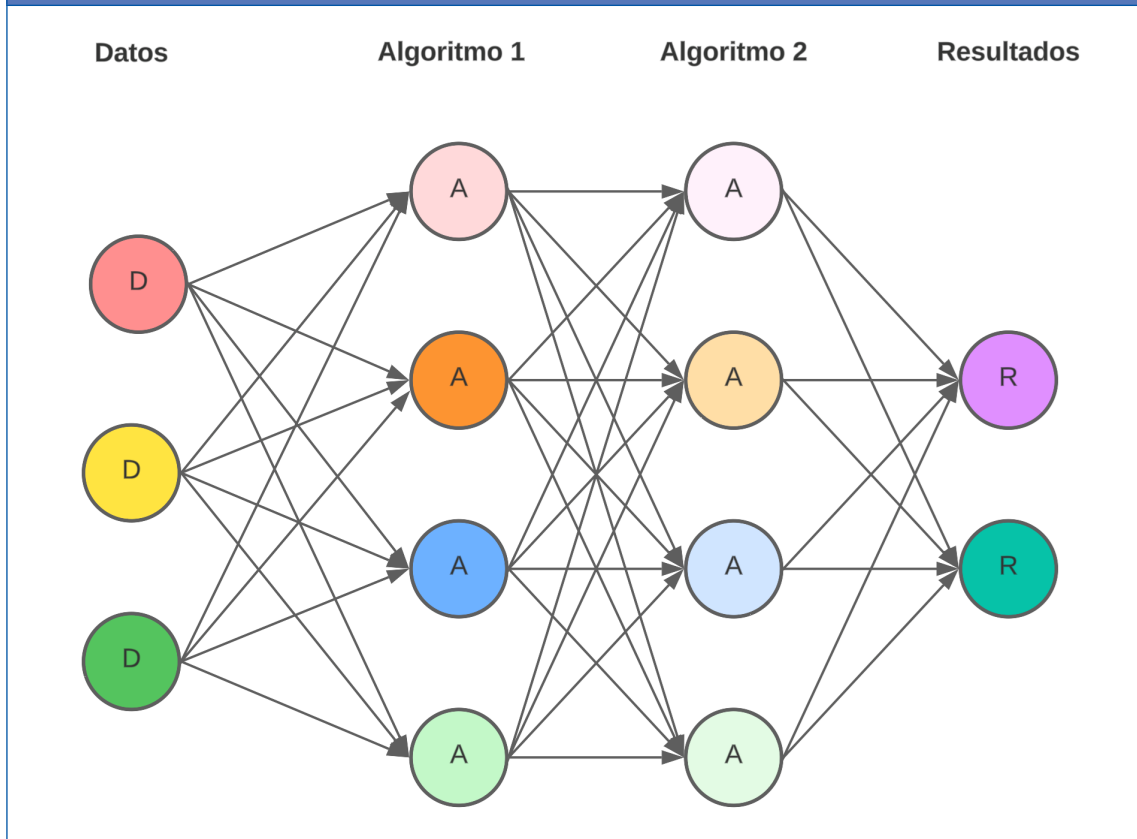 Datos Algoritmo 1 Algoritmo 2 Resultados
A A
D
A A R
D
A A R
D
A A